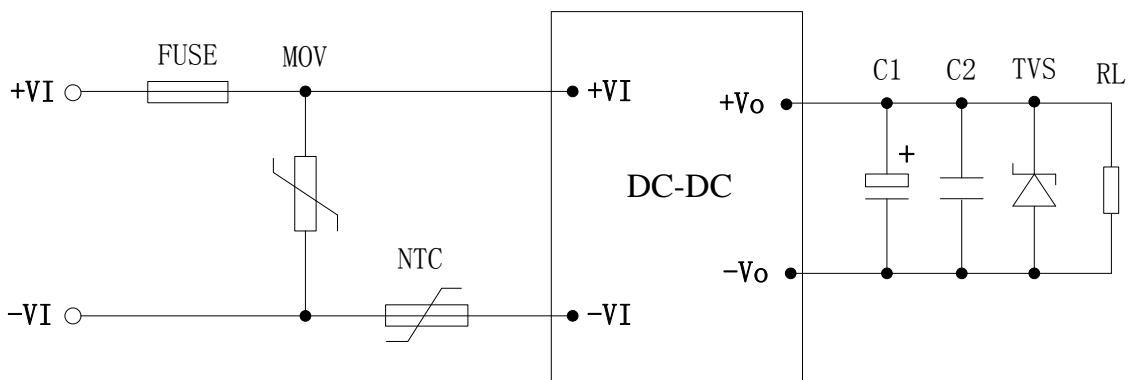 FUSE
MOV
+VI
+VI
+Vo
C1
C2
TVS
RL
+
DC-DC
NTC
-VI
-VI
-Vo